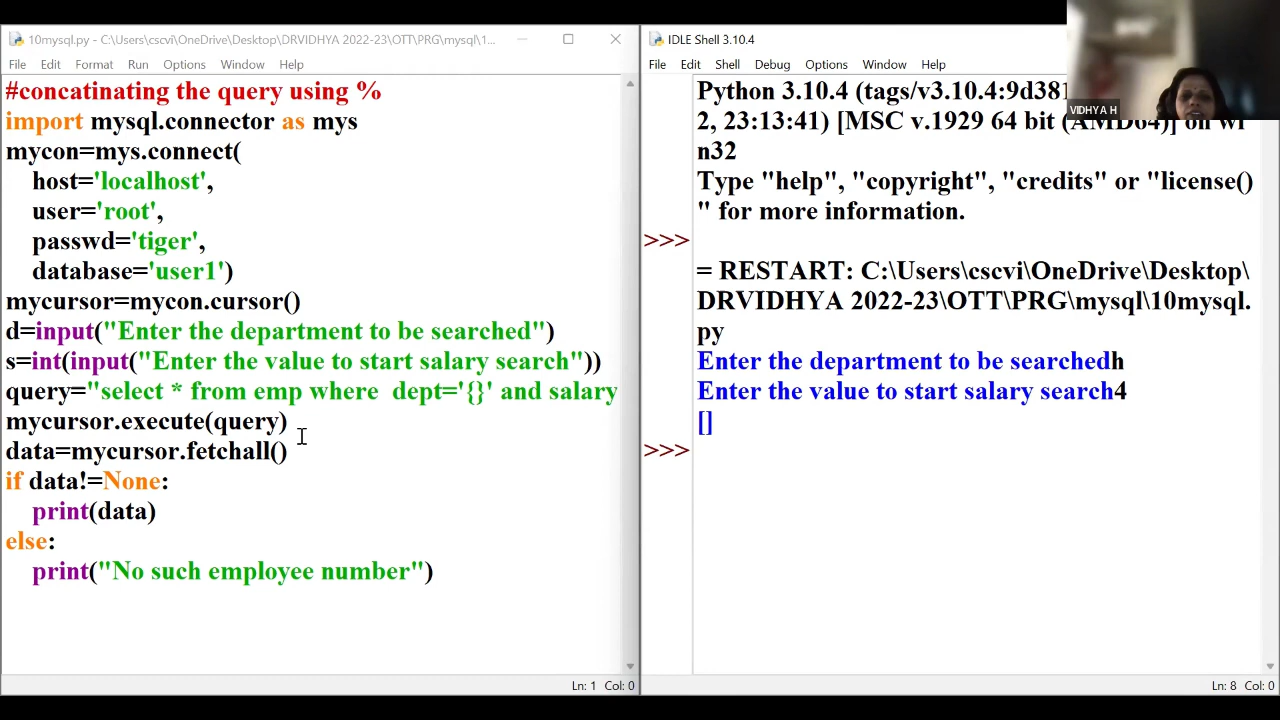 10mysql.py - C:\Users\cscvi\OneDrive\Desktop\DRVIDHYA 2022-23\OTT\PRG\mysql\1...
File Edit Format Run Options Window Help
#concatinating the query using %
import mysql.connector as mys
mycon=mys.connect(
host='localhost',
user='root',
passwd='tiger',
database='user1')
mycursor=mycon.cursor()
d=input("Enter the department to be searched")
s=int(input("Enter the value to start salary search"))
query="select * from emp where  dept='{}' and salary
mycursor.execute(query)
data=mycursor.fetchall()
if data!=None:
print(data)
else:
print("No such employee number")
Ln: 1 Col: 0
IDLE Shell 3.10.4
File Edit Shell Debug Options Window Help
Python 3.10.4 (tags/v3.10.4:9d381
2, 23:13:41) [MSC v.1929 64 bit (AMD64)] on wi
n32
Type "help", "copyright", "credits" or "license()
" for more information.
>>>
= RESTART: C:\Users\cscvi\OneDrive\Desktop\
DRVIDHYA 2022-23\OTT\PRG\mysql\10mysql.
py
Enter the department to be searchedh
Enter the value to start salary search4
[]
>>>
Ln: 8 Col: 0
VIDHYA H